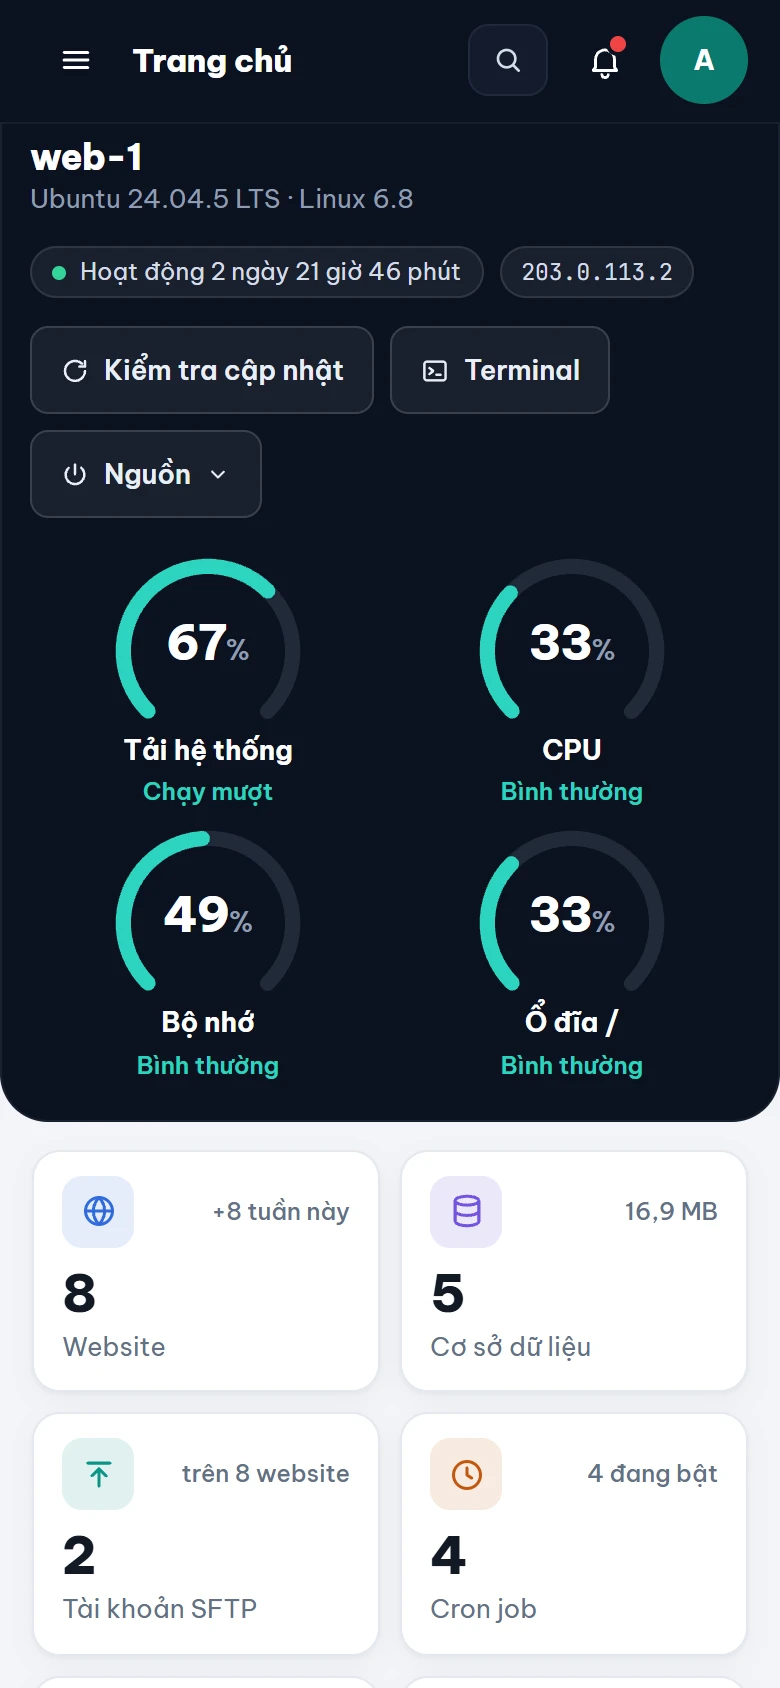 Trang chủ
A
web-1
Ubuntu 24.04.5 LTS · Linux 6.8
Hoạt động 2 ngày 21 giờ 46 phút
203.0.113.2
Kiểm tra cập nhật
Terminal
Nguồn
67%
33%
Tải hệ thống
CPU
Chạy mượt
Bình thường
49%
33%
Bộ nhớ
Ổ đĩa /
Bình thường
Bình thường
+8 tuần này
16,9 MB
8
5
Website
Cơ sở dữ liệu
trên 8 website
4 đang bật
2
4
Tài khoản SFTP
Cron job